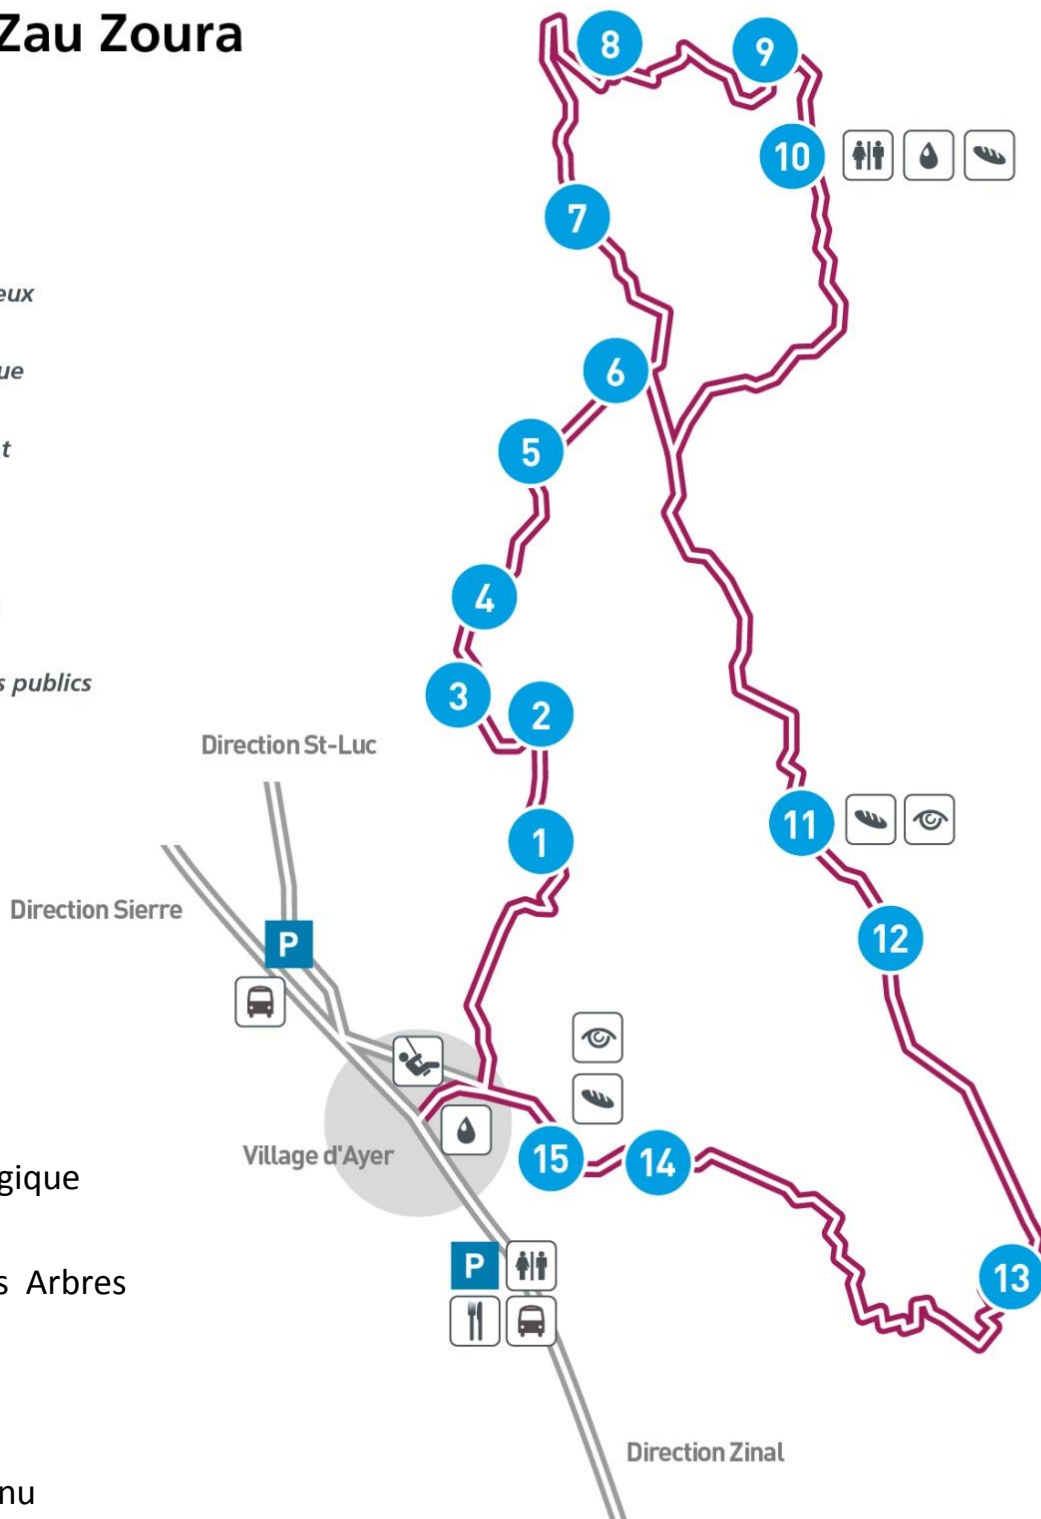 Zau Zoura
8
9
10
7
eux
6
ue
5
t
4
s publics
3
2
Direction St-Luc
11
1
Direction Sierre
P
12
Village d'Ayer
15
14
gique
P
13
s Arbres
Direction Zinal
nu